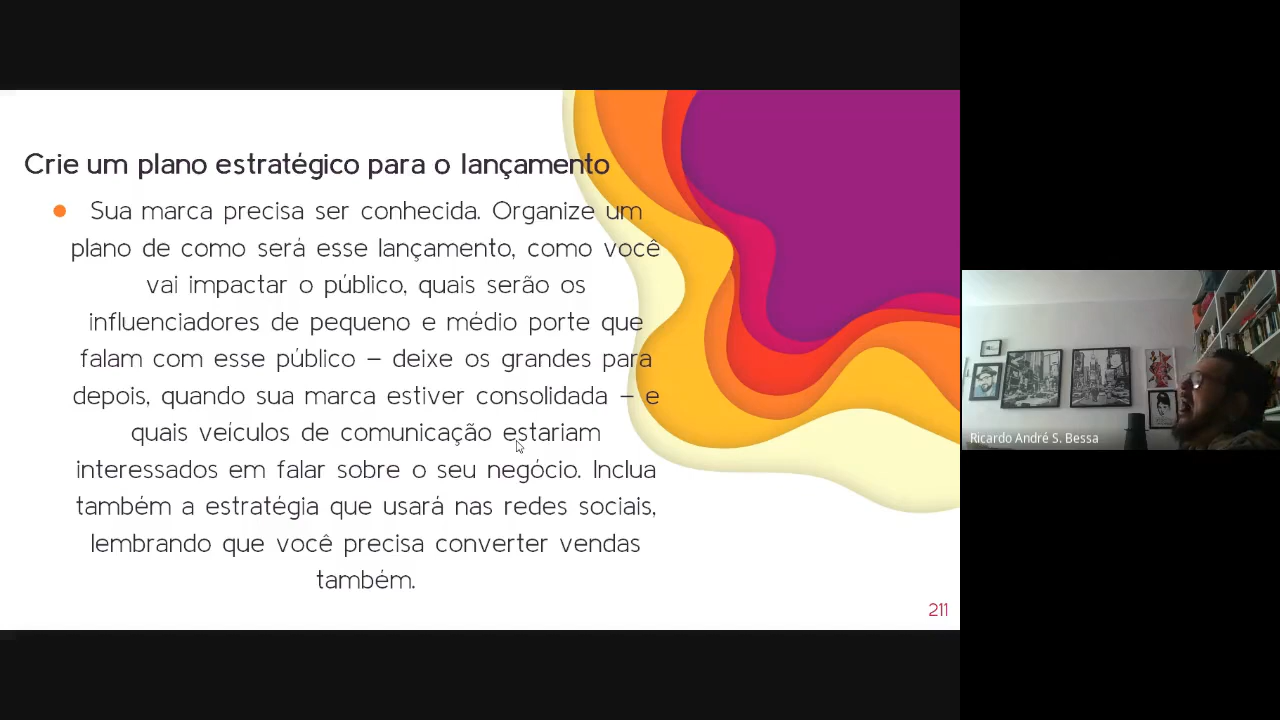 Crie um plano estratégico para o lançamento
Sua marca precisa ser conhecida. Organize um
plano de como será esse lançamento, como você
vai impactar o público, quais serão os
influenciadores de pequeno e médio porte que
falam com esse público – deixe os grandes para
depois, quando sua marca estiver consolidada – e
quais veículos de comunicação estariam
interessados em falar sobre o seu negócio. Inclua
também a estratégia que usará nas redes sociais,
lembrando que você precisa converter vendas
também.
211
Ricardo André S. Bessa